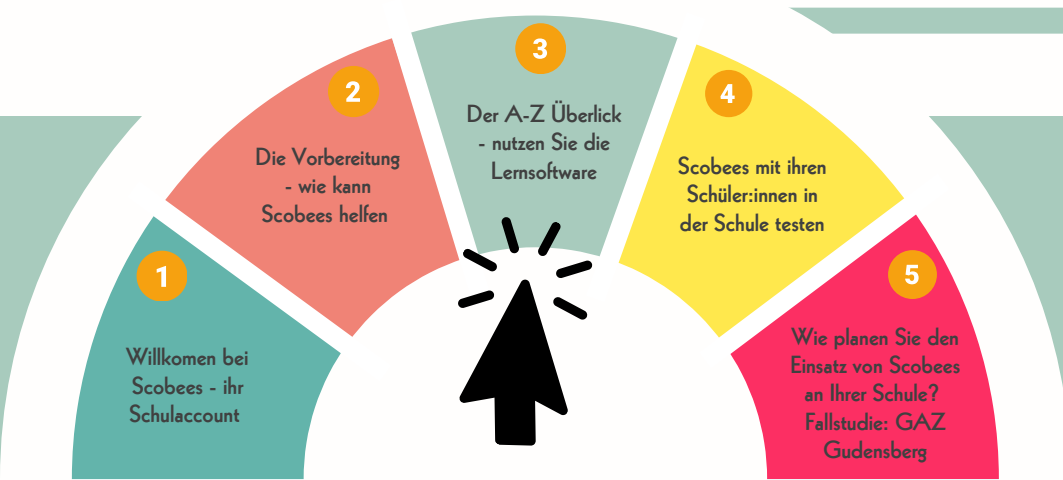 1
Willkomen bei
Scobees - ihr
Schulaccount
2
Die Vorbereitung
- wie kann
Scobees helfen
3
Der A-Z Überlick
- nutzen Sie die
Lernsoftware
4
Scobees mit ihren
Schüler:innen in
der Schule testen
5
Wie planen Sie den
Einsatz von Scobees
an Ihrer Schule?
Fallstudie: GAZ
Gudensberg